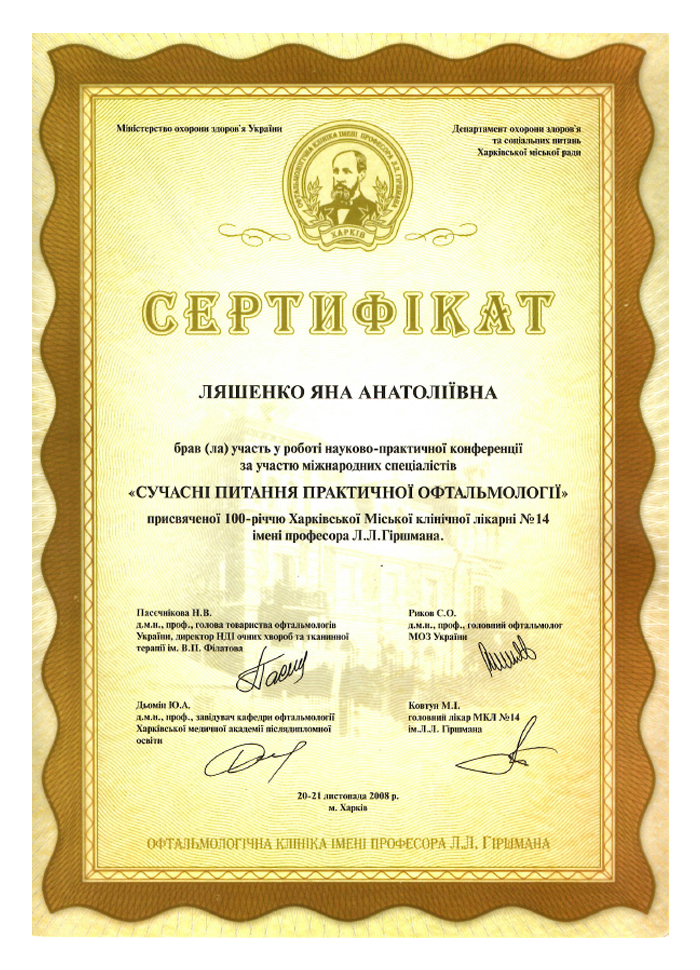 Міністерство охорони здоров'я України
Департамент охорони здоров'я
та соціальних питань
Харківської міської ради
ОФТАЛЬМОЛОГІЧНА КЛІНІКА ІМЕНІ ПРОФЕСОРА Л.Л. ГІРШМАНА
ХАРКІВ
СЕРТИФІКАТ
ЛЯШЕНКО ЯНА АНАТОЛІЇВНА
брав (ла) участь у роботі науково-практичної конференції
за участю міжнародних спеціалістів
«СУЧАСНІ ПИТАННЯ ПРАКТИЧНОЇ ОФТАЛЬМОЛОГІЇ»
присвяченої 100-річчю Харківської Міської клінічної лікарні №14
імені професора Л.Л.Гіршмана.
Пасєчнікова Н.В.
д.м.н., проф., голова товариства офтальмологів
України, директор НДІ очних хвороб та тканинної
терапії ім. В.П. Філатова
Риков С.О.
д.м.н., проф., головний офтальмолог
МОЗ України
Дьомін Ю.А.
д.м.н., проф., завідувач кафедри офтальмології
Харківської медичної академії післядипломної
освіти
Ковтун М.І.
головний лікар МКЛ №14
ім.Л.Л. Гіршмана
20-21 листопада 2008 р.
м. Харків
ОФТАЛЬМОЛОГІЧНА КЛІНІКА ІМЕНІ ПРОФЕСОРА Л.Л. ГІРШМАНА